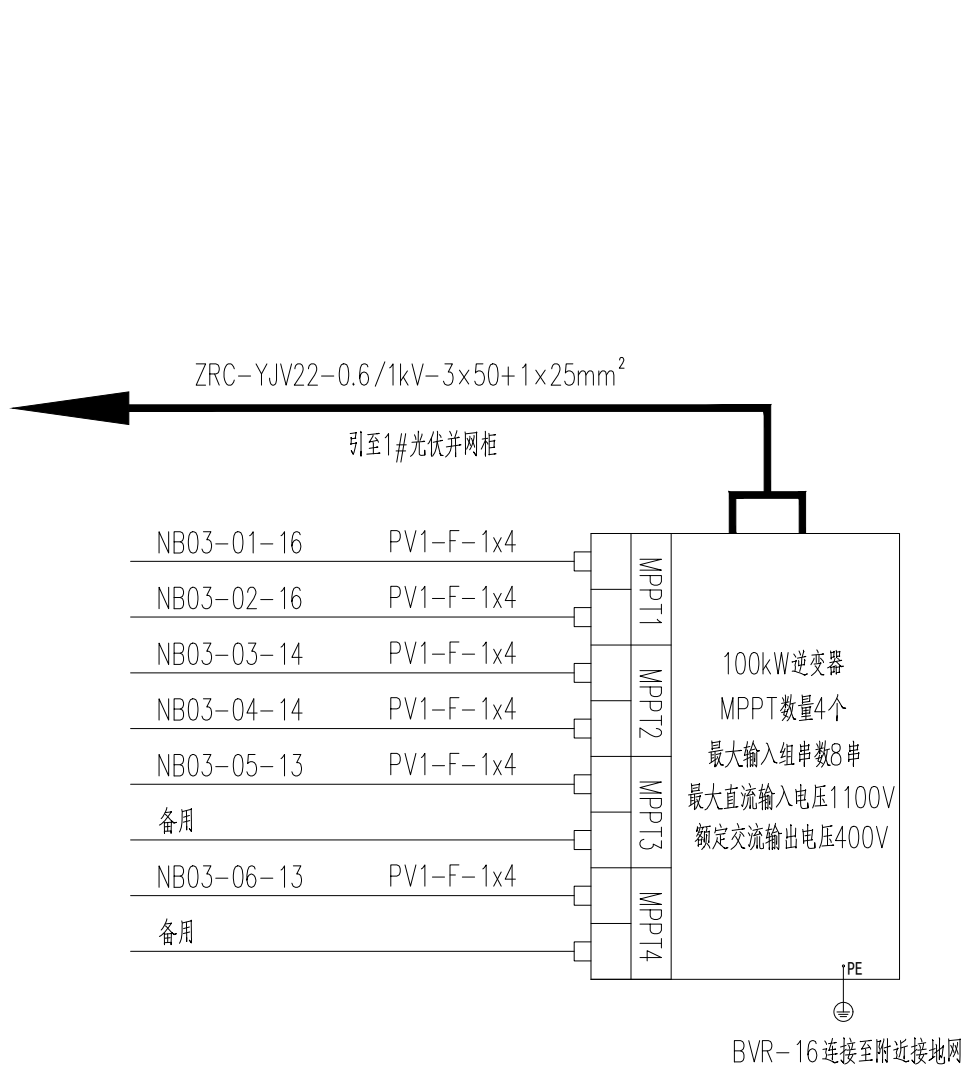 ZRC-YJV22-0.6/1kV-3×50+1×25mm²
引至1#光伏并网柜
NB03-01-16 PV1-F-1x4
NB03-02-16 PV1-F-1x4
MPPT1
NB03-03-14 PV1-F-1x4
NB03-04-14 PV1-F-1x4
MPPT2
NB03-05-13 PV1-F-1x4
备用
MPPT3
NB03-06-13 PV1-F-1x4
备用
MPPT4
100kW逆变器
MPPT数量4个
最大输入组串数8串
最大直流输入电压1100V
额定交流输出电压400V
PE
BVR-16连接至附近接地网